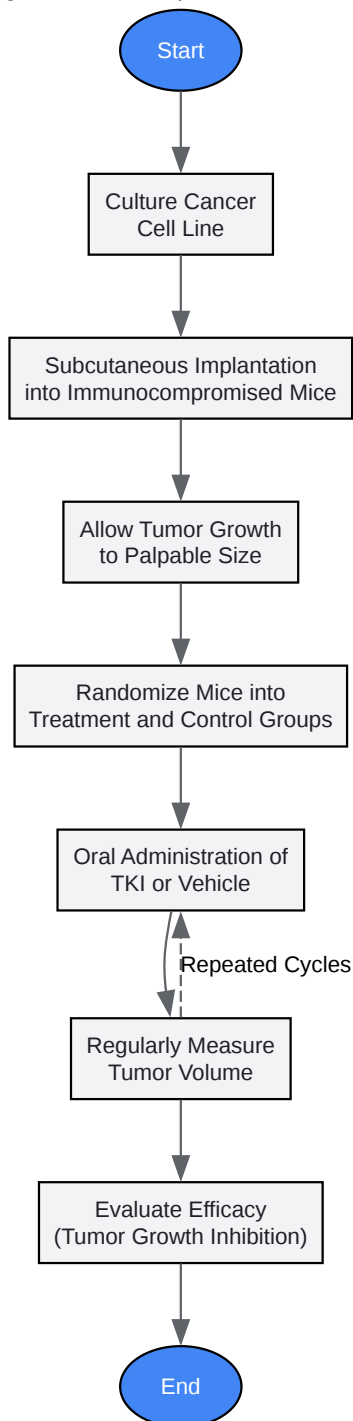 Start
Culture Cancer
Cell Line
Subcutaneous Implantation
into Immunocompromised Mice
Allow Tumor Growth
to Palpable Size
Randomize Mice into
Treatment and Control Groups
Oral Administration of
TKI or Vehicle
Repeated Cycles
Regularly Measure
Tumor Volume
Evaluate Efficacy
(Tumor Growth Inhibition)
End